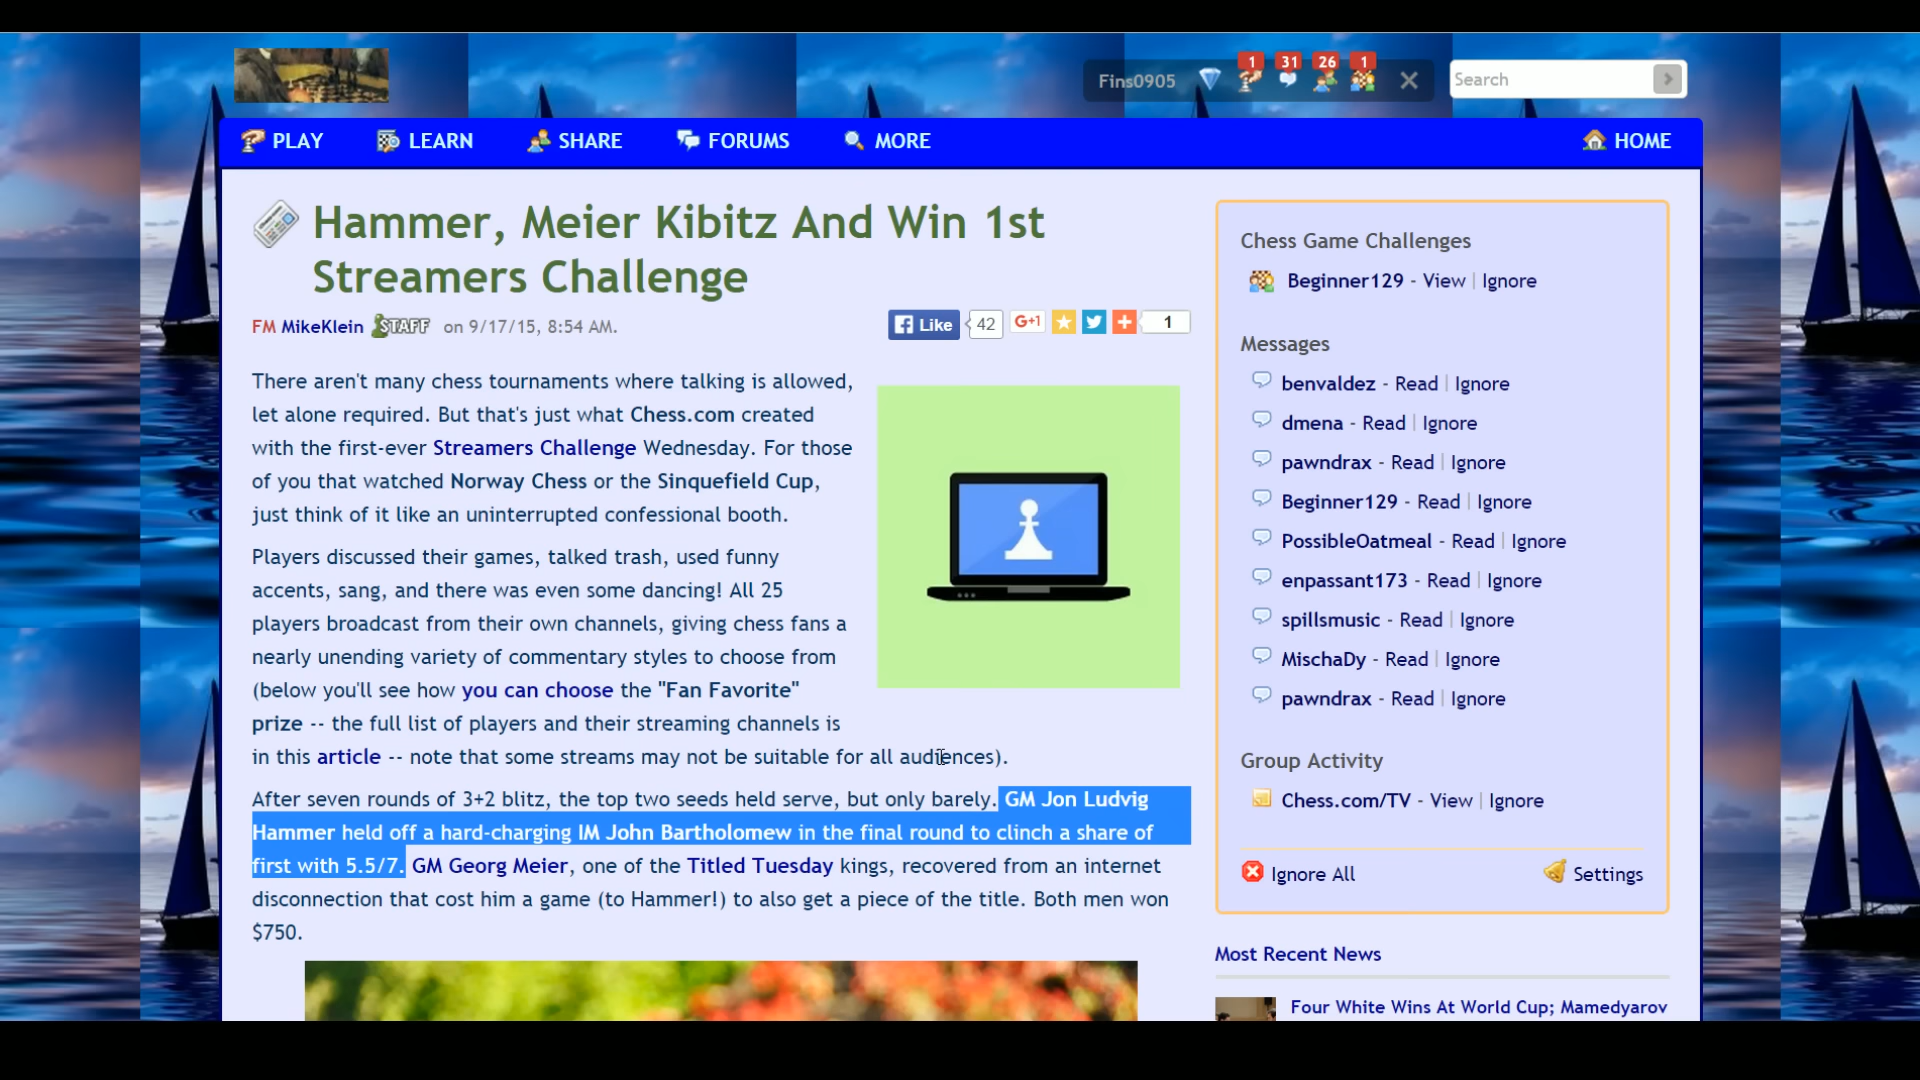 Fins0905
1
31
26
1
Search
PLAY
LEARN
SHARE
FORUMS
MORE
HOME
Hammer, Meier Kibitz And Win 1st
Streamers Challenge
FM MikeKlein STAFF on 9/17/15, 8:54 AM.
Like
42
G+1
1
There aren't many chess tournaments where talking is allowed,
let alone required. But that's just what Chess.com created
with the first-ever Streamers Challenge Wednesday. For those
of you that watched Norway Chess or the Sinquefield Cup,
just think of it like an uninterrupted confessional booth.
Players discussed their games, talked trash, used funny
accents, sang, and there was even some dancing! All 25
players broadcast from their own channels, giving chess fans a
nearly unending variety of commentary styles to choose from
(below you'll see how you can choose the "Fan Favorite"
prize -- the full list of players and their streaming channels is
in this article -- note that some streams may not be suitable for all audiences).
After seven rounds of 3+2 blitz, the top two seeds held serve, but only barely. GM Jon Ludvig
Hammer held off a hard-charging IM John Bartholomew in the final round to clinch a share of
first with 5.5/7. GM Georg Meier, one of the Titled Tuesday kings, recovered from an internet
disconnection that cost him a game (to Hammer!) to also get a piece of the title. Both men won
$750.
Chess Game Challenges
Beginner129 - View | Ignore
Messages
benvaldez - Read | Ignore
dmena - Read | Ignore
pawndrax - Read | Ignore
Beginner129 - Read | Ignore
PossibleOatmeal - Read | Ignore
enpassant173 - Read | Ignore
spillsmusic - Read | Ignore
MischaDy - Read | Ignore
pawndrax - Read | Ignore
Group Activity
Chess.com/TV - View | Ignore
Ignore All
Settings
Most Recent News
Four White Wins At World Cup; Mamedyarov